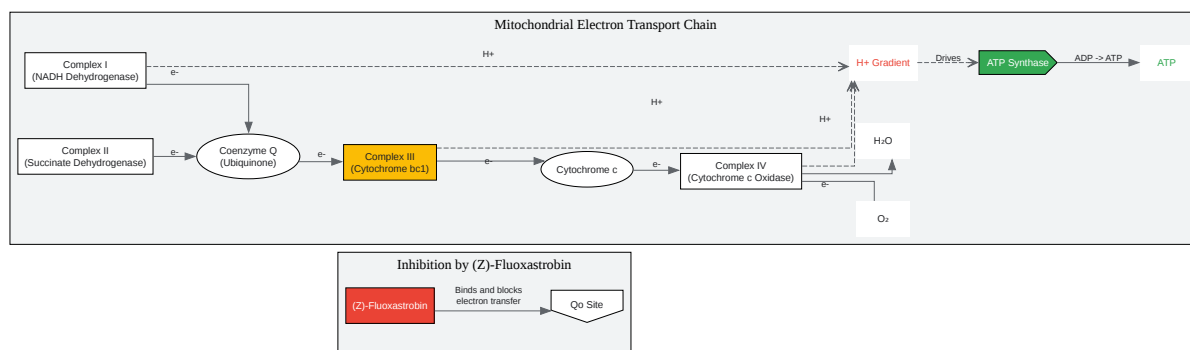 Mitochondrial Electron Transport Chain
Complex I
(NADH Dehydrogenase)
e-
H+
H+ Gradient
Drives
ATP Synthase
ADP -> ATP
ATP
H+
H+
Complex II
(Succinate Dehydrogenase)
e-
Coenzyme Q
(Ubiquinone)
e-
Complex III
(Cytochrome bc1)
e-
Cytochrome c
e-
Complex IV
(Cytochrome c Oxidase)
e-
H₂O
O₂
Inhibition by (Z)-Fluoxastrobin
(Z)-Fluoxastrobin
Binds and blocks
electron transfer
Qo Site